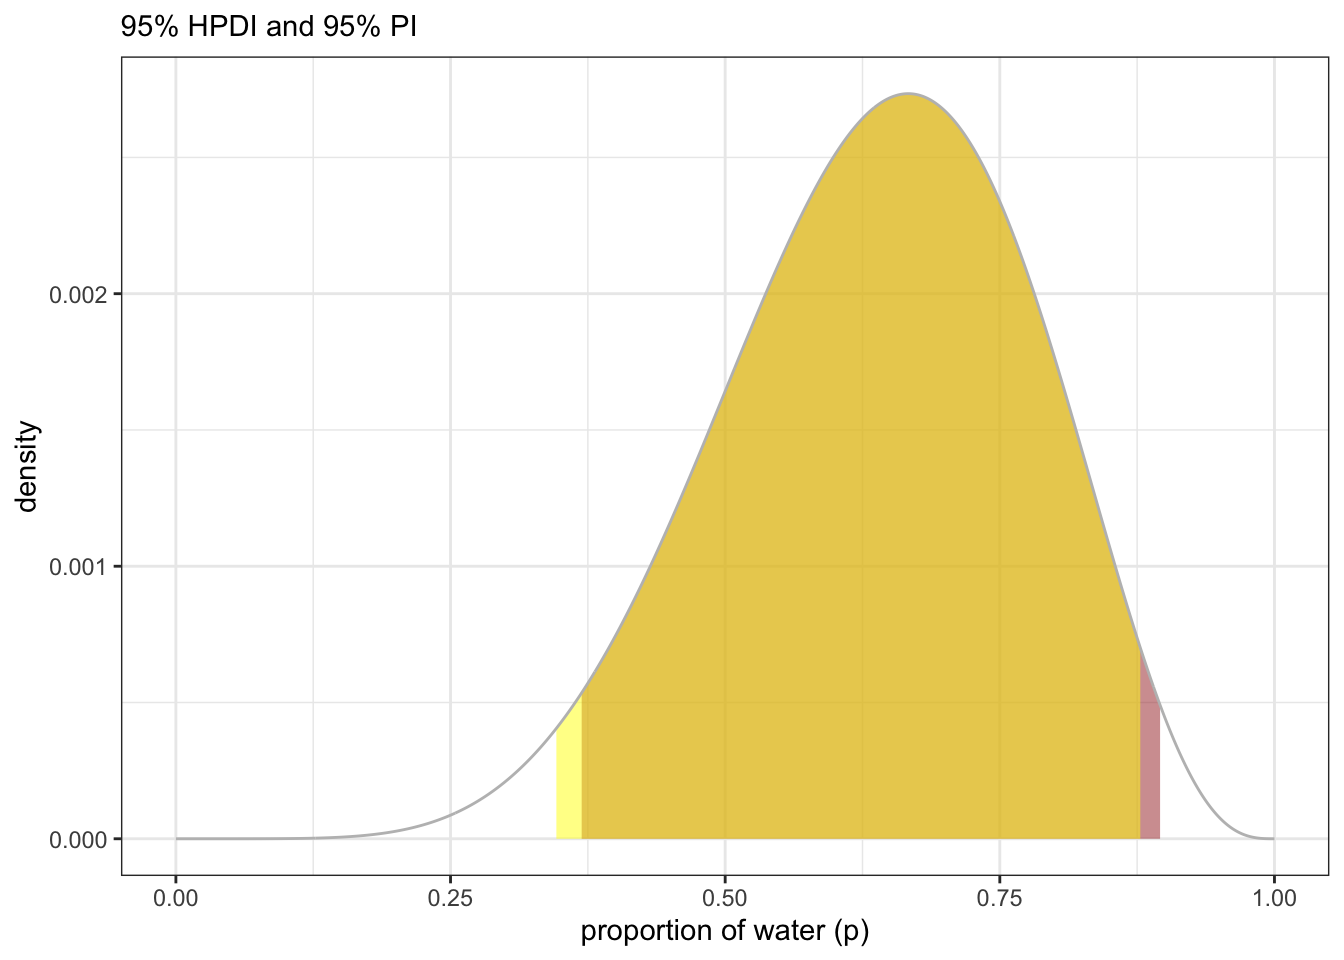 95% HPDI and 95% PI
density
0.002
0.001
0.000
0.00 0.25 0.50 0.75 1.00
proportion of water (p)